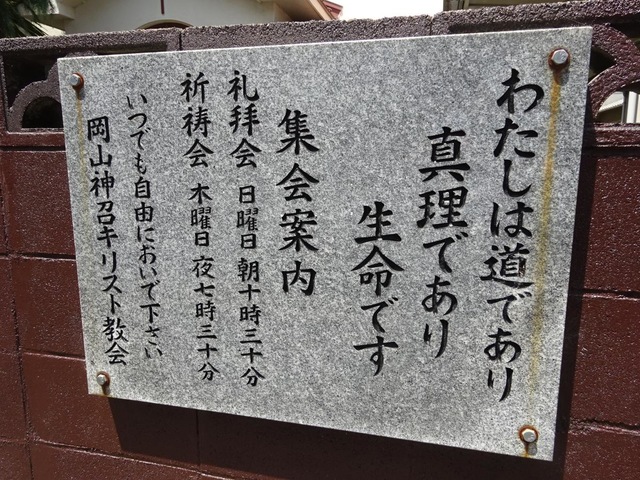 わたしは道であり
真理であり
生命です
集会案内
礼拝会 日曜日 朝十時三十分
祈祷会 木曜日 夜七時三十分
いつでも自由においで下さい
岡山神召キリスト教会